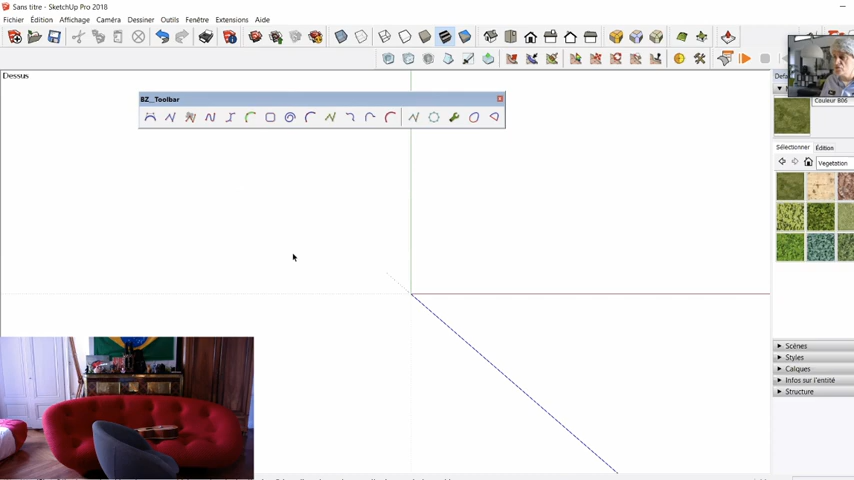 Sans titre - SketchUp Pro 2018
Fichier Édition Affichage Caméra Dessiner Outils Fenêtre Extensions Aide
Dessus
BZ__Toolbar
Couleur B06
Sélectionner Édition
Vegetation
Scènes
Styles
Calques
Infos sur l'entité
Structure